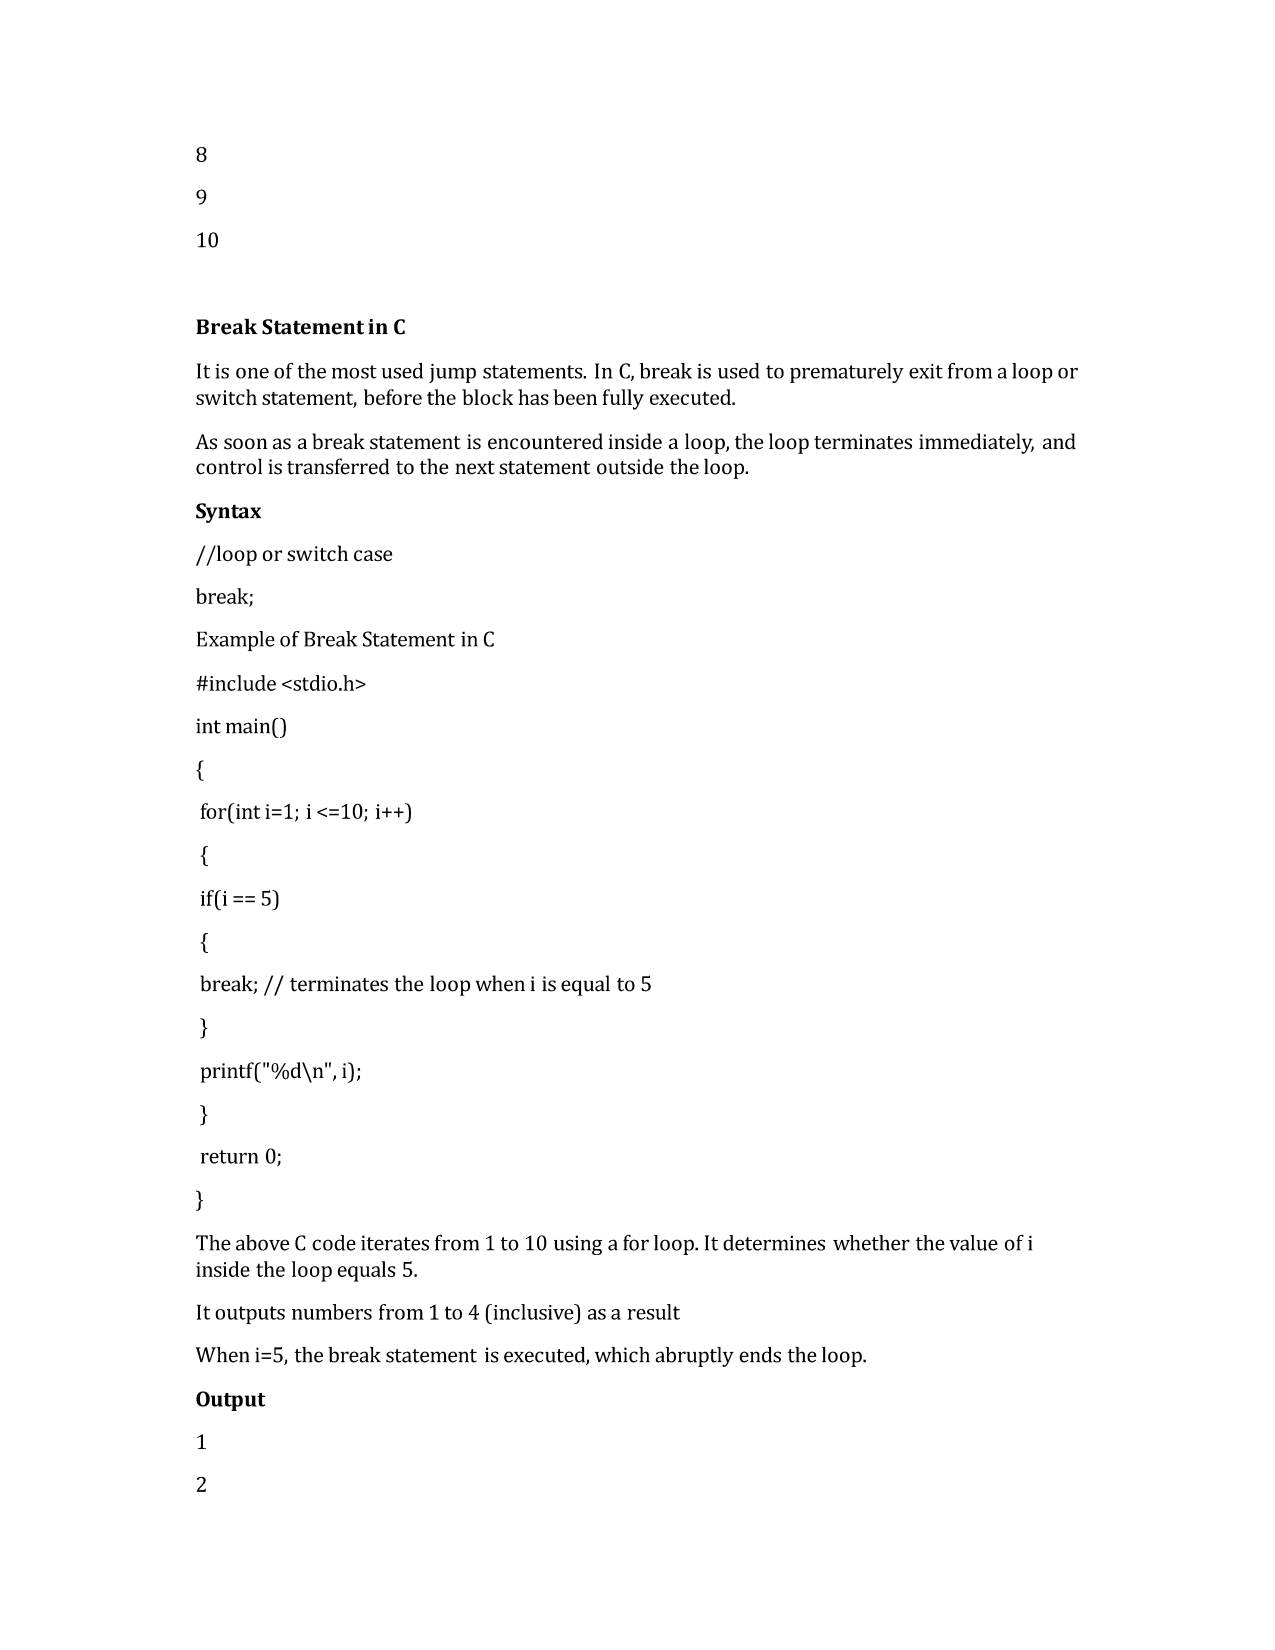 8
9
10
Break Statement in C
It is one of the most used jump statements. In C, break is used to prematurely exit from a loop or
switch statement, before the block has been fully executed.
As soon as a break statement is encountered inside a loop, the loop terminates immediately, and
control is transferred to the next statement outside the loop.
Syntax
//loop or switch case
break;
Example of Break Statement in C
#include <stdio.h>
int main()
{
for(int i=1; i <=10; i++)
{
if(i == 5)
{
break; // terminates the loop when i is equal to 5
}
printf("%d\n", i);
}
return 0;
}
The above C code iterates from 1 to 10 using a for loop. It determines whether the value of i
inside the loop equals 5.
It outputs numbers from 1 to 4 (inclusive) as a result
When i=5, the break statement is executed, which abruptly ends the loop.
Output
1
2